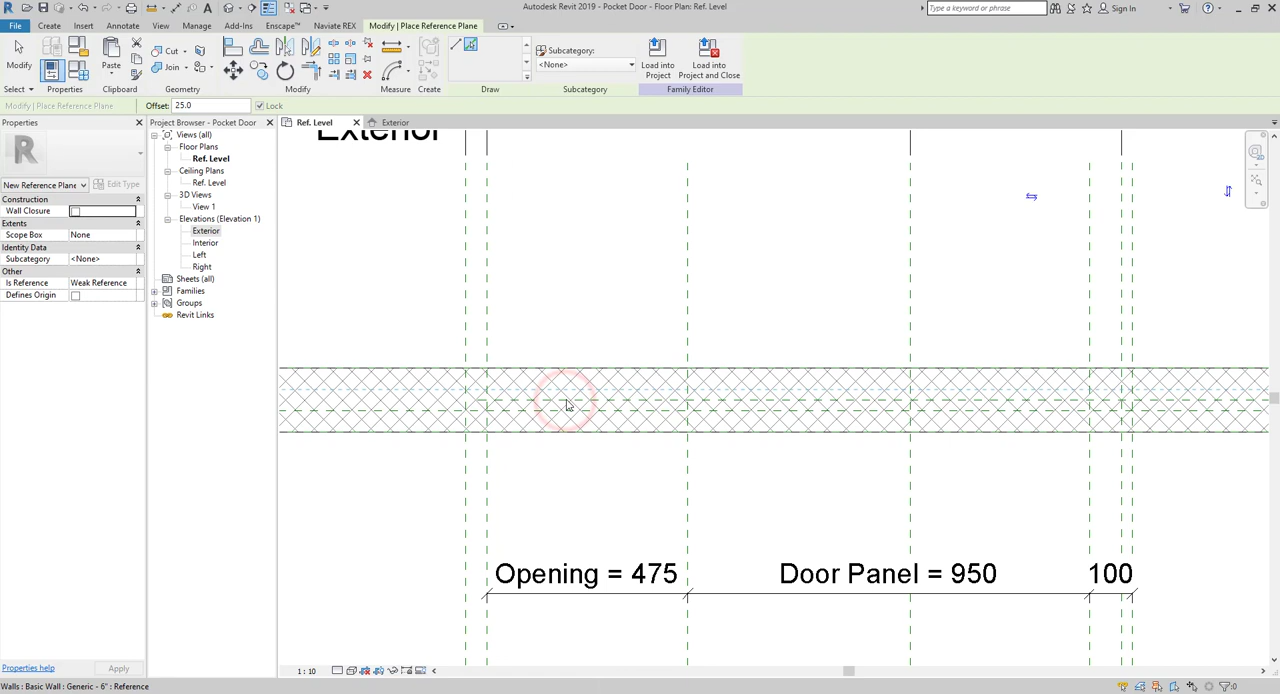 Autodesk Revit 2019 - Pocket Door - Floor Plan: Ref. Level
Type a keyword or phrase
Sign In
File Create Insert Annotate View Manage Add-Ins Enscape™ Naviate REX Modify | Place Reference Plane
Modify
Paste
Cut
Join
Subcategory:
<None>
Load into
Project
Load into
Project and Close
Select Properties Clipboard Geometry Modify Measure Create Draw Subcategory Family Editor
Modify | Place Reference Plane
Offset: 25.0
Lock
Properties
Project Browser - Pocket Door
Ref. Level
Exterior
New Reference Plane
Edit Type
Construction
Wall Closure
Extents
Scope Box None
Identity Data
Subcategory <None>
Other
Is Reference Weak Reference
Defines Origin
Views (all)
Floor Plans
Ref. Level
Ceiling Plans
Ref. Level
3D Views
View 1
Elevations (Elevation 1)
Exterior
Interior
Left
Right
Sheets (all)
Families
Groups
Revit Links
Exterior
Opening = 475
Door Panel = 950
100
Properties help
Apply
1 : 10
Walls : Basic Wall : Generic - 6" : Reference
:0